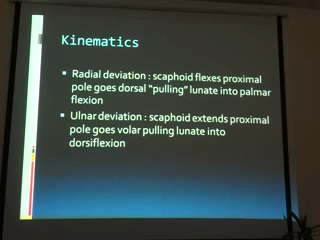 Kinematics
▪ Radial deviation : scaphoid flexes proximal
pole goes dorsal "pulling" lunate into palmar
flexion
▪ Ulnar deviation : scaphoid extends proximal
pole goes volar pulling lunate into
dorsiflexion